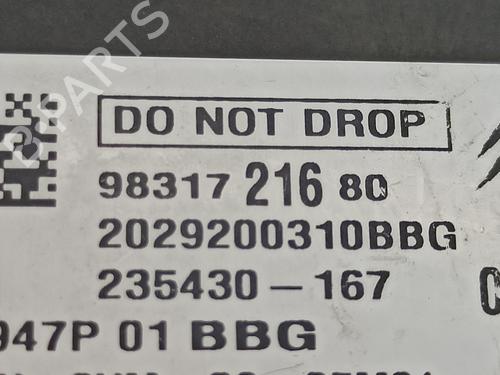 DO NOT DROP
98317 216 80
2029200310BBG
235430-167
947P 01 BBG